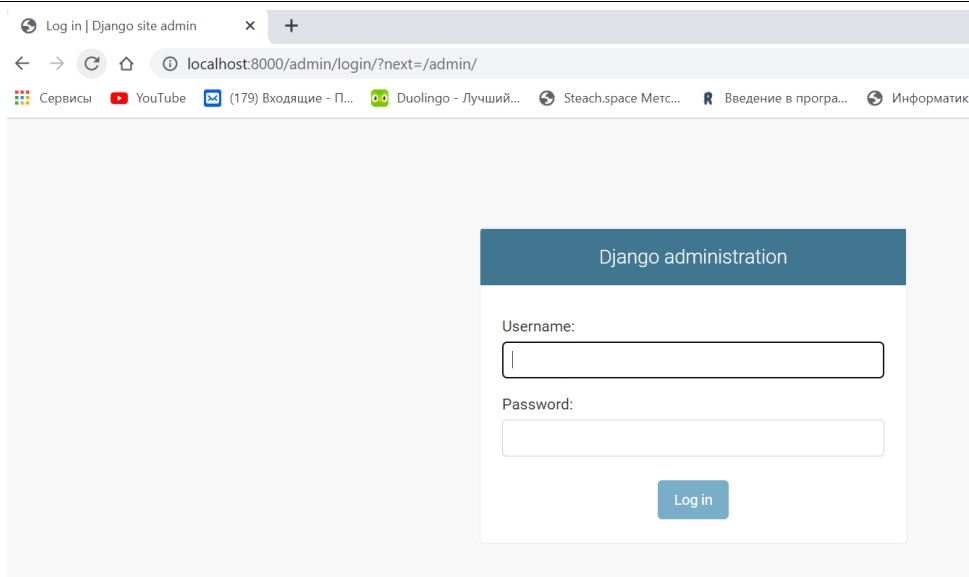 Log in | Django site admin
localhost:8000/admin/login/?next=/admin/
Сервисы YouTube (179) Входящие - П... Duolingo - Лучший... Steach.space Метс... Введение в програ... Информатик
Django administration
Username:
Password:
Log in